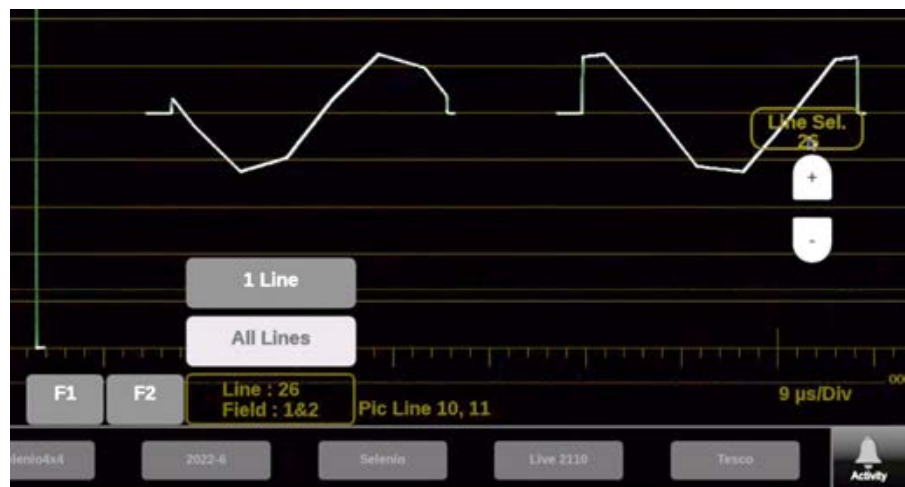 Line Sel.
26
+
-
1 Line
All Lines
F1
F2
Line : 26
Field : 1&2
Pic Line 10, 11
9 µs/Div
2022-6
Selenio
Live 2110
Tesco
Activity